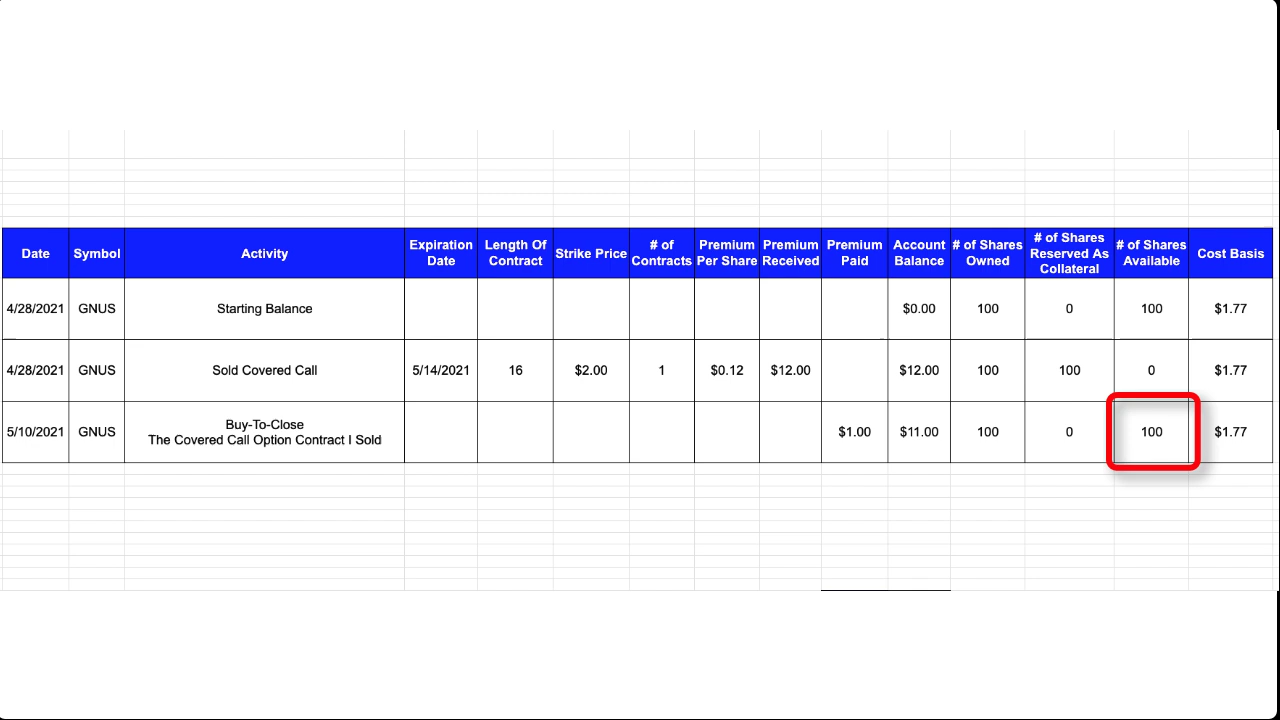 Date Symbol Activity Expiration Date Length Of Contract Strike Price # of Contracts Premium Per Share Premium Received Premium Paid Account Balance # of Shares Owned # of Shares Reserved As Collateral # of Shares Available Cost Basis
4/28/2021 GNUS Starting Balance $0.00 100 0 100 $1.77
4/28/2021 GNUS Sold Covered Call 5/14/2021 16 $2.00 1 $0.12 $12.00 $12.00 100 100 0 $1.77
5/10/2021 GNUS Buy-To-Close
The Covered Call Option Contract I Sold $1.00 $11.00 100 0 100 $1.77